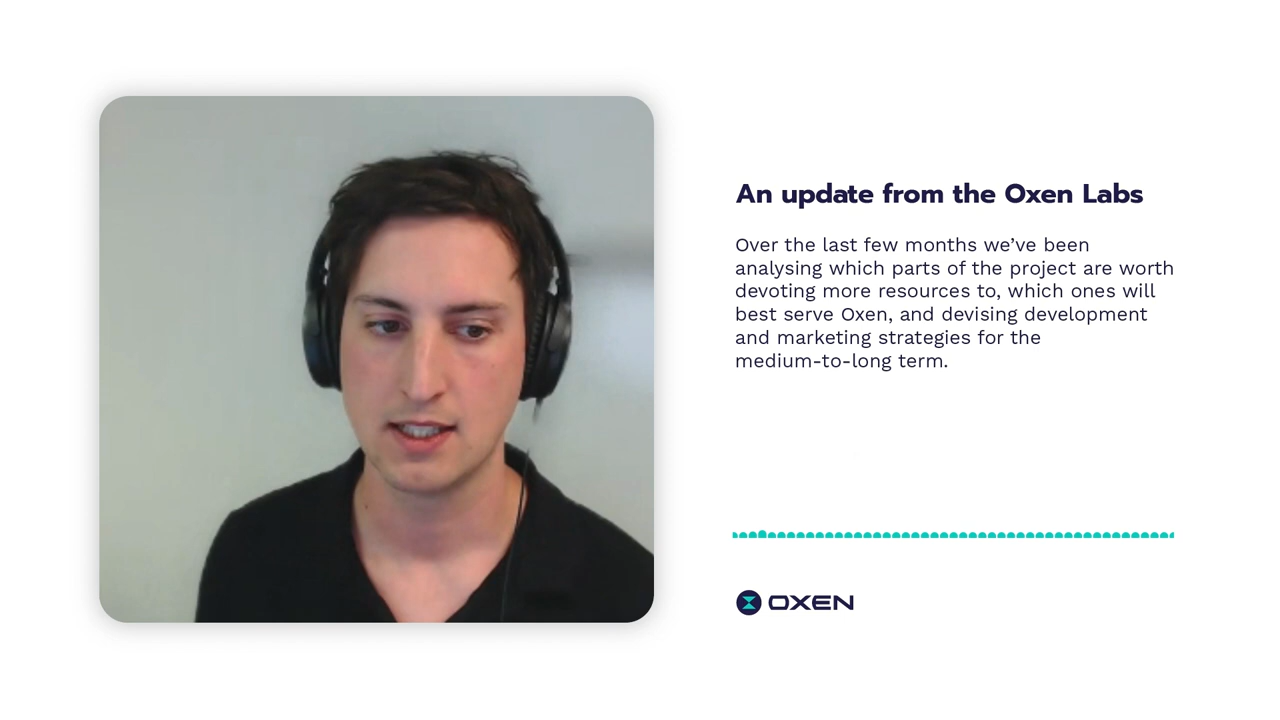 An update from the Oxen Labs
Over the last few months we’ve been
analysing which parts of the project are worth
devoting more resources to, which ones will
best serve Oxen, and devising development
and marketing strategies for the
medium-to-long term.
OXEN